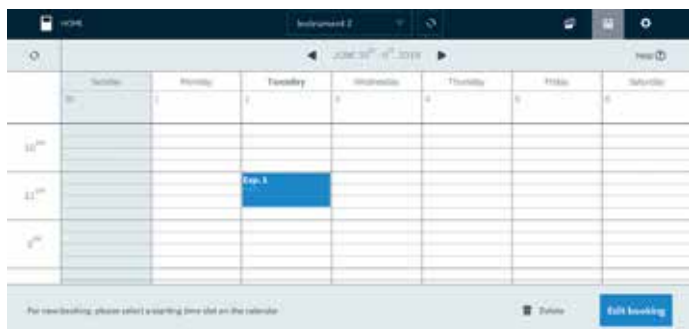 HOME
Instrument 2
JUNE 30th - 6th, 2019
Help
Sunday Monday Tuesday Wednesday Thursday Friday Saturday
30 1 2 3 4 5 6
Exp. 1
For new booking, please select a starting time slot on the calendar
Delete
Edit booking